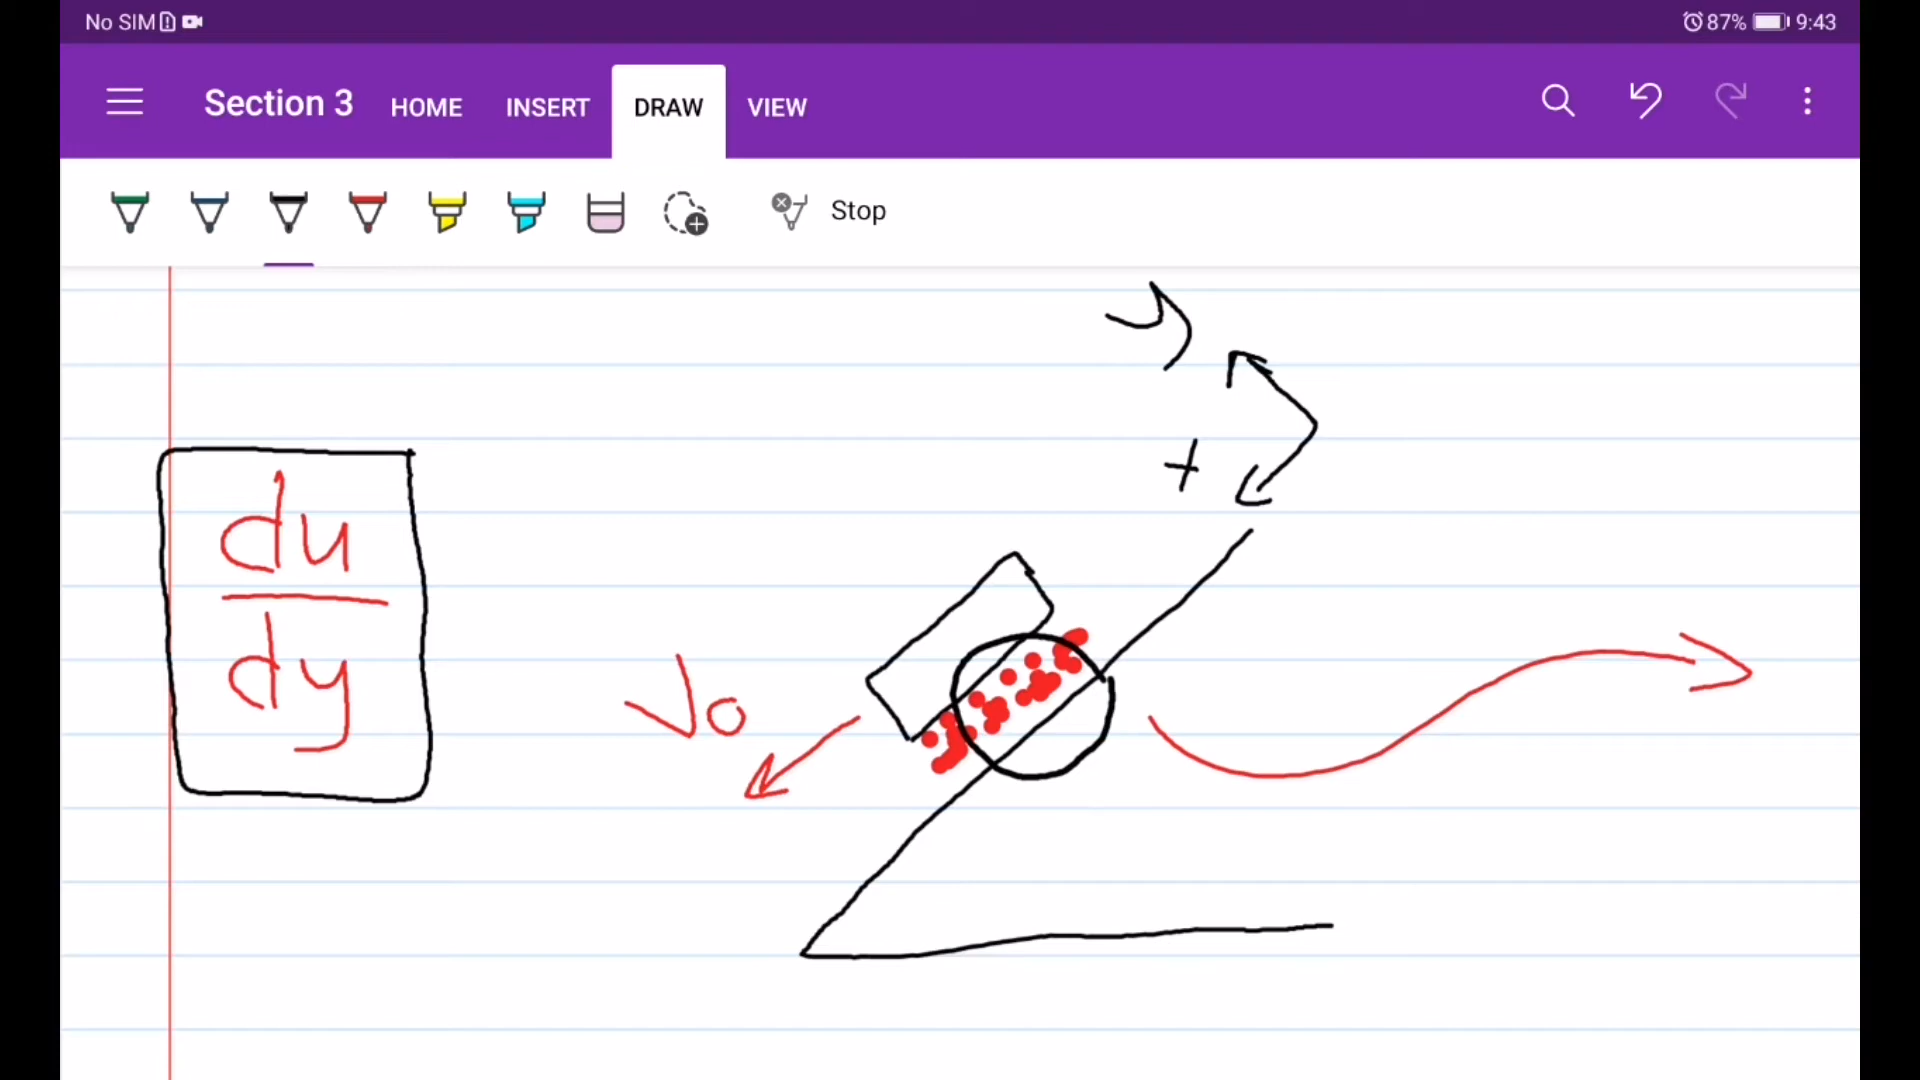 No SIM 87% 9:43
Section 3 HOME INSERT DRAW VIEW
Stop
y
+
du
dy
Vo